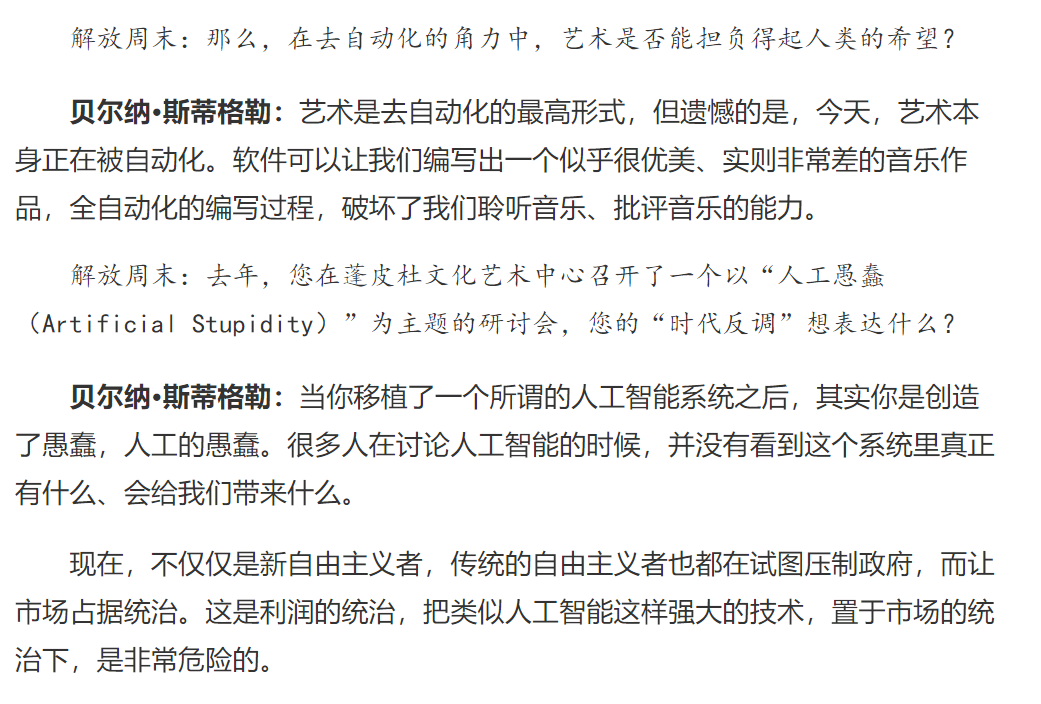 解放周末：那么，在去自动化的角力中，艺术是否能担负得起人类的希望？
贝尔纳•斯蒂格勒：艺术是去自动化的最高形式，但遗憾的是，今天，艺术本
身正在被自动化。软件可以让我们编写出一个似乎很优美、实则非常差的音乐作
品，全自动化的编写过程，破坏了我们聆听音乐、批评音乐的能力。
解放周末：去年，您在蓬皮杜文化艺术中心召开了一个以“人工愚蠢
（Artificial Stupidity）”为主题的研讨会，您的“时代反调”想表达什么？
贝尔纳•斯蒂格勒：当你移植了一个所谓的人工智能系统之后，其实你是创造
了愚蠢，人工的愚蠢。很多人在讨论人工智能的时候，并没有看到这个系统里真正
有什么、会给我们带来什么。
现在，不仅仅是新自由主义者，传统的自由主义者也都在试图压制政府，而让
市场占据统治。这是利润的统治，把类似人工智能这样强大的技术，置于市场的统
治下，是非常危险的。